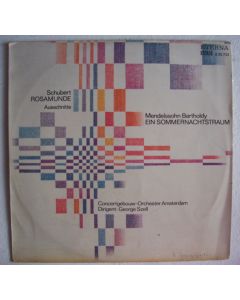 ETERNA
Schubert
ROSAMUNDE
Ausschnitte
Mendelssohn Bartholdy
EIN SOMMERNACHTSTRAUM
Concertgebouw-Orchester Amsterdam
Dirigent: George Szell